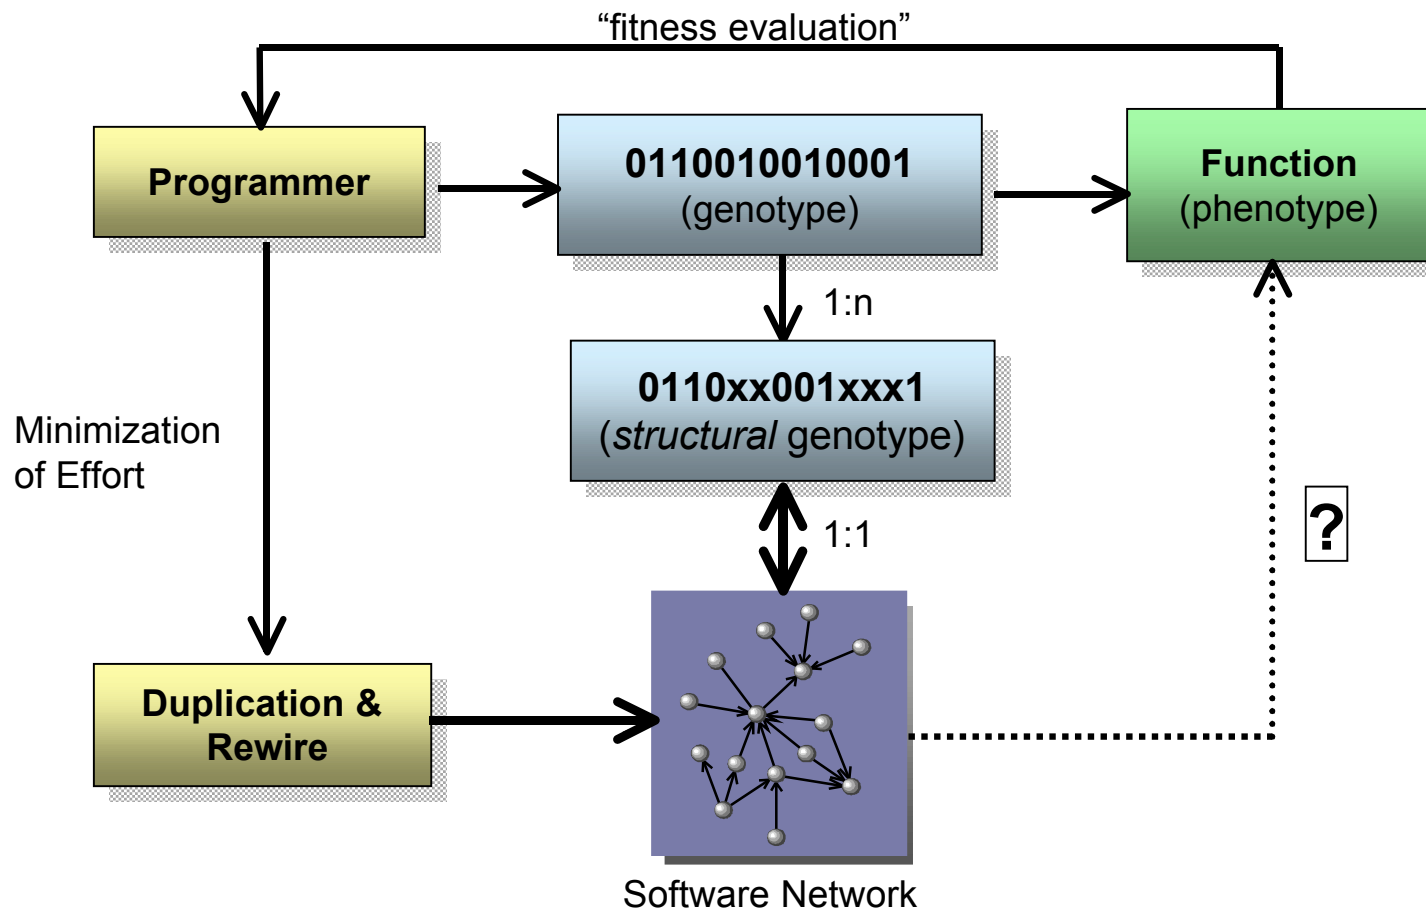 “fitness evaluation”
Programmer
0110010010001
(genotype)
Function
(phenotype)
1:n
0110xx001xxx1
(structural genotype)
Minimization
of Effort
1:1
?
Duplication &
Rewire
Software Network